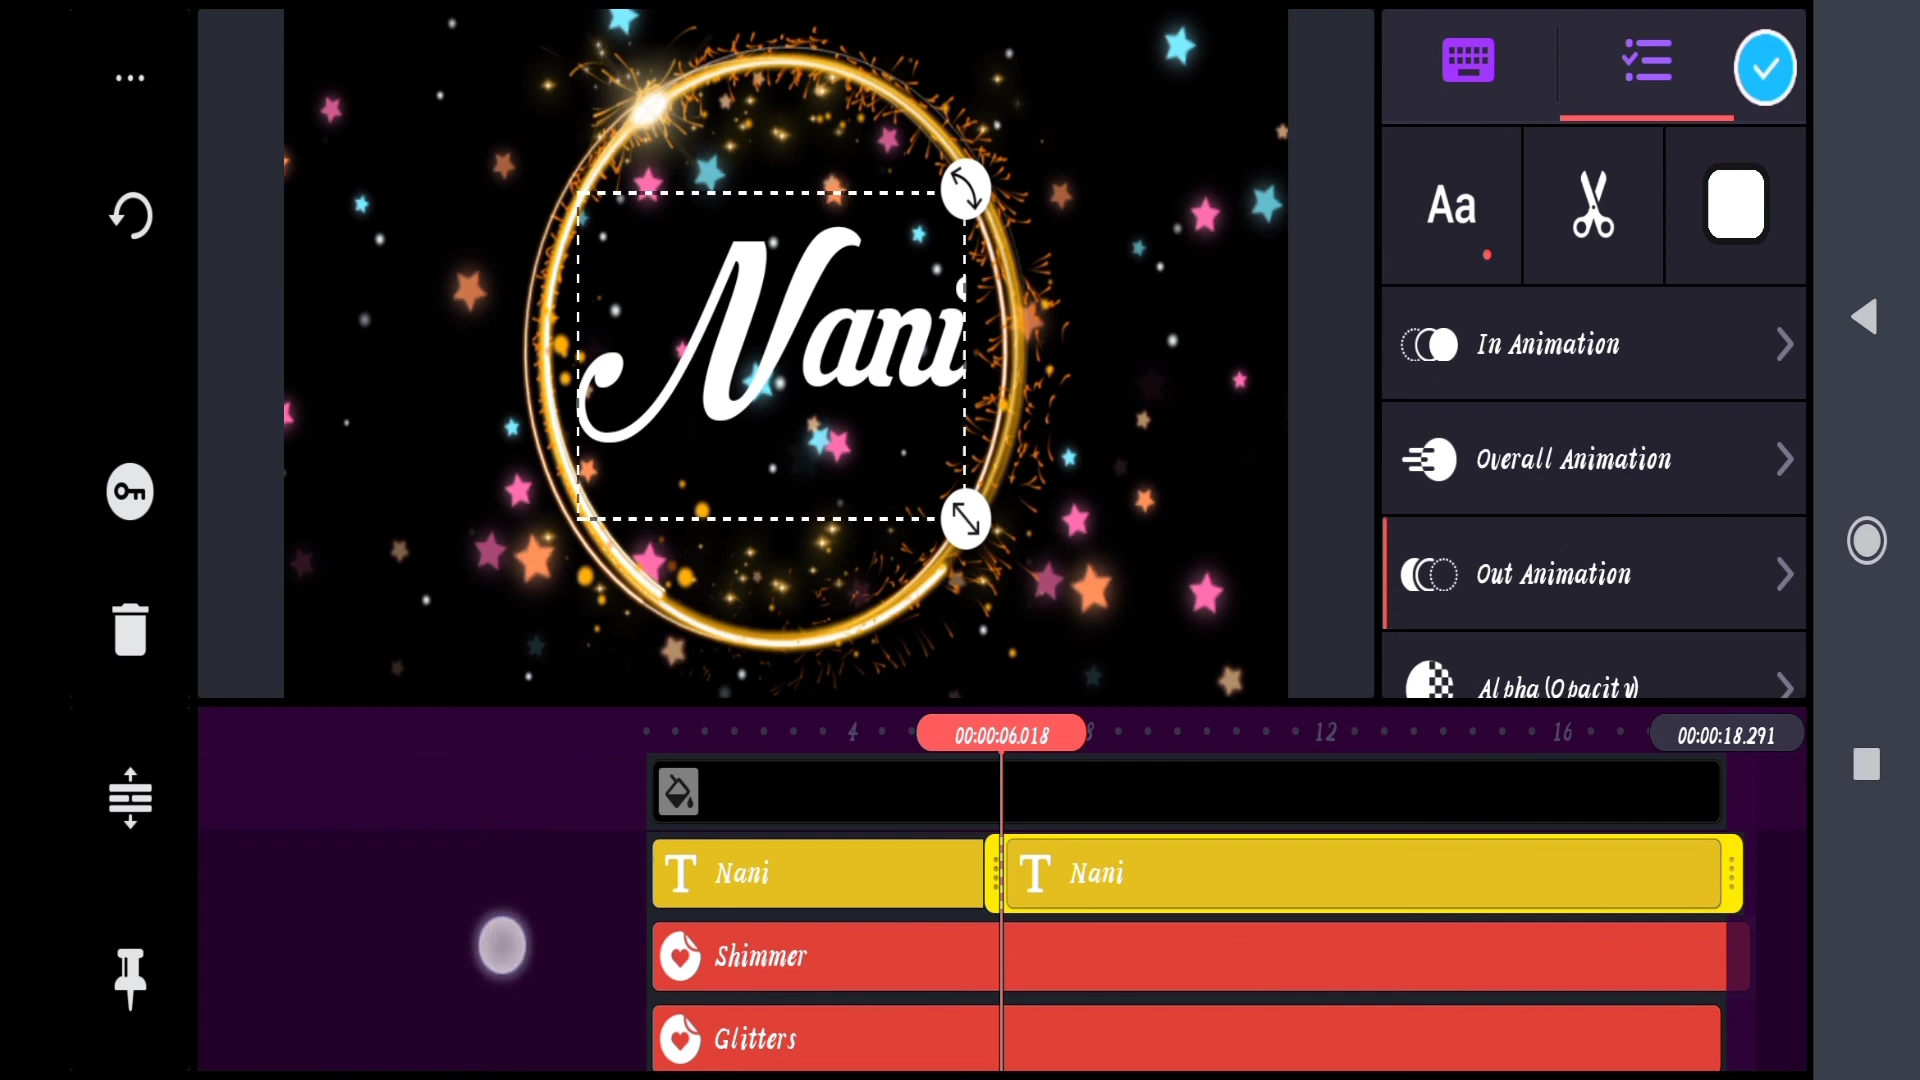 Nani
Aa
In Animation
Overall Animation
Out Animation
Alpha(Opacity)
4
8
12
16
00:00:06.018
00:00:18.291
T Nani
T Nani
Shimmer
Glitters